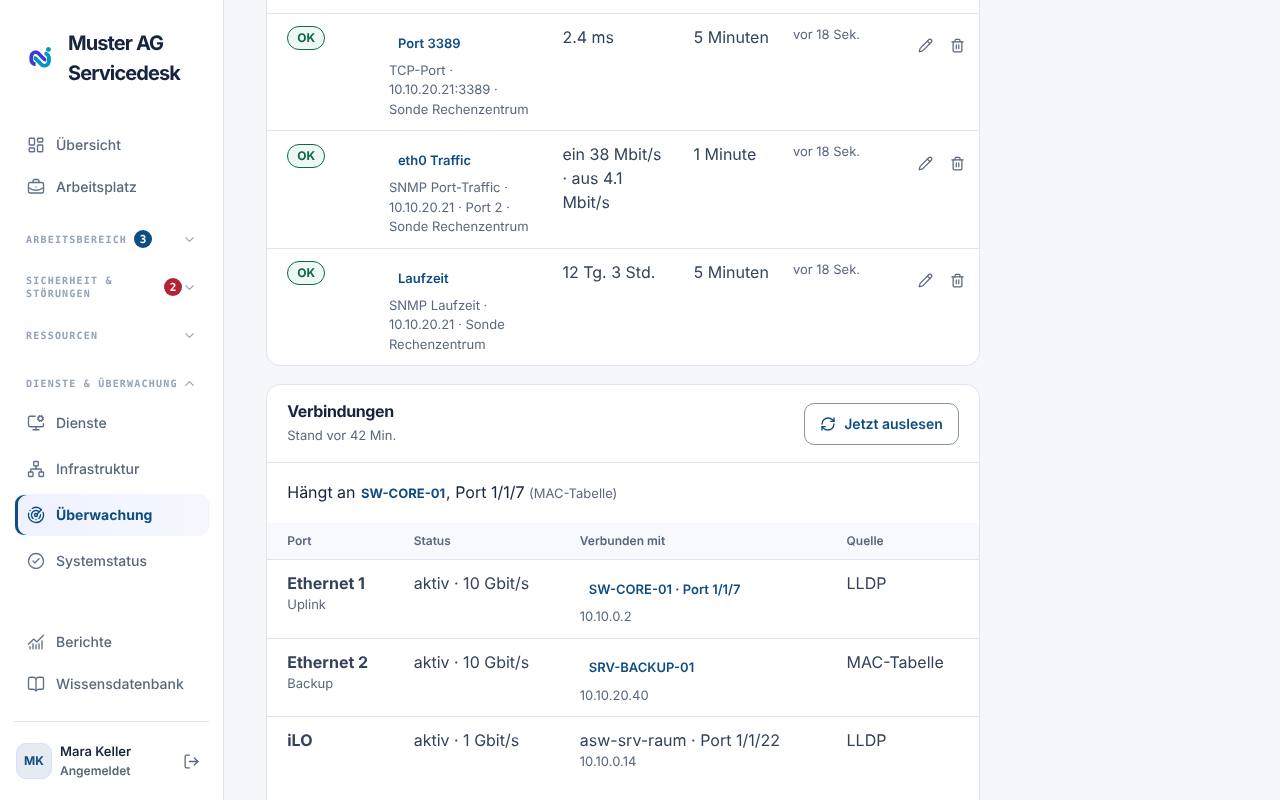 Muster AG
Servicedesk
Übersicht
Arbeitsplatz
ARBEITSBEREICH 3
SICHERHEIT &
STÖRUNGEN 2
RESSOURCEN
DIENSTE & ÜBERWACHUNG
Dienste
Infrastruktur
Überwachung
Systemstatus
Berichte
Wissensdatenbank
MK
Mara Keller
Angemeldet
OK Port 3389 2.4 ms 5 Minuten vor 18 Sek.
TCP-Port ·
10.10.20.21:3389 ·
Sonde Rechenzentrum
OK eth0 Traffic ein 38 Mbit/s 1 Minute vor 18 Sek.
· aus 4.1
Mbit/s
SNMP Port-Traffic ·
10.10.20.21 · Port 2 ·
Sonde Rechenzentrum
OK Laufzeit 12 Tg. 3 Std. 5 Minuten vor 18 Sek.
SNMP Laufzeit ·
10.10.20.21 · Sonde
Rechenzentrum
Verbindungen
Stand vor 42 Min.
Jetzt auslesen
Hängt an SW-CORE-01, Port 1/1/7 (MAC-Tabelle)
Port Status Verbunden mit Quelle
Ethernet 1 aktiv · 10 Gbit/s SW-CORE-01 · Port 1/1/7 LLDP
Uplink 10.10.0.2
Ethernet 2 aktiv · 10 Gbit/s SRV-BACKUP-01 MAC-Tabelle
Backup 10.10.20.40
iLO aktiv · 1 Gbit/s asw-srv-raum · Port 1/1/22 LLDP
10.10.0.14